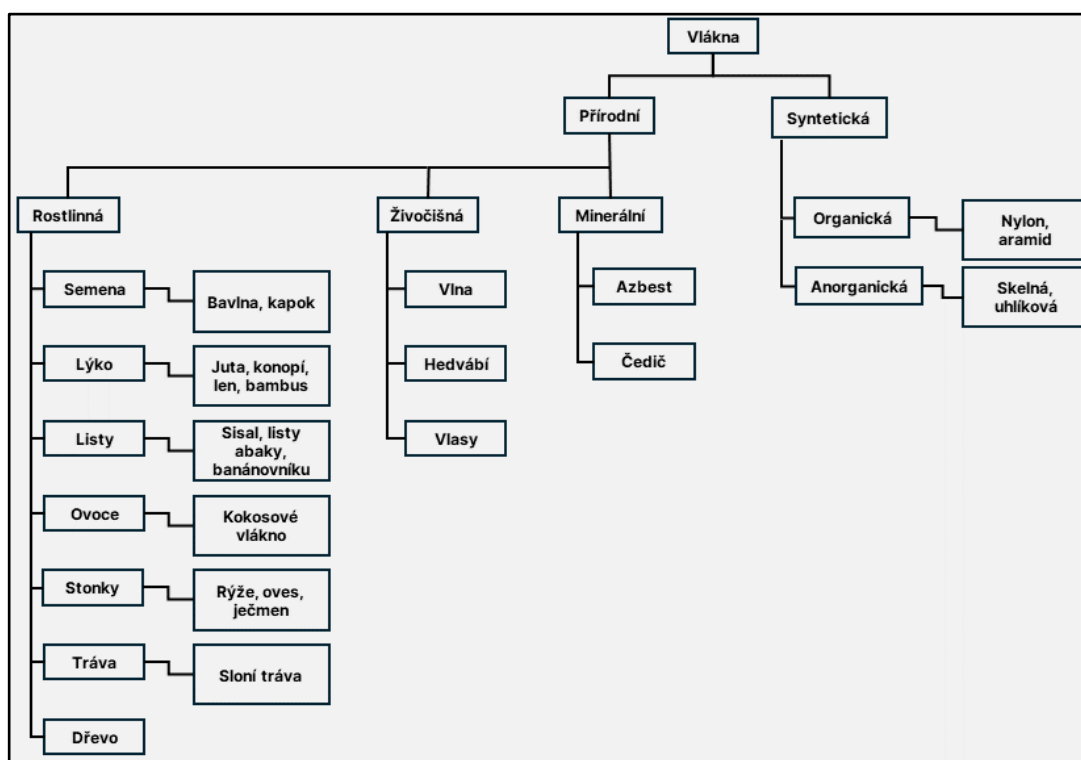 Vlákna
Přírodní
Syntetická
Rostlinná
Živočišná
Minerální
Organická
Nylon,
aramid
Semena
Bavlna, kapok
Vlna
Azbest
Anorganická
Skelná,
uhlíková
Lýko
Juta, konopí,
len, bambus
Hedvábí
Čedič
Listy
Sisal, listy
abaky,
banánovníku
Vlasy
Ovoce
Kokosové
vlákno
Stonky
Rýže, oves,
ječmen
Tráva
Sloní tráva
Dřevo